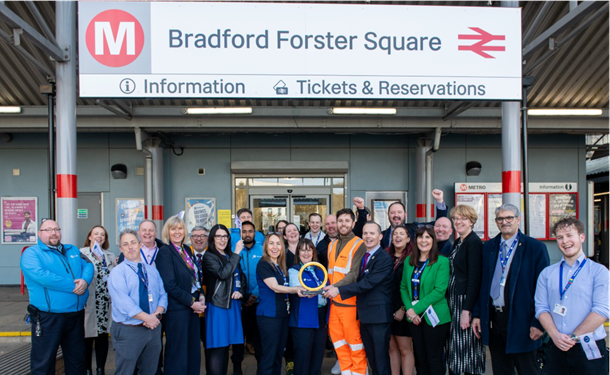 M
Bradford Forster Square
Information
Tickets & Reservations
METRO
Information